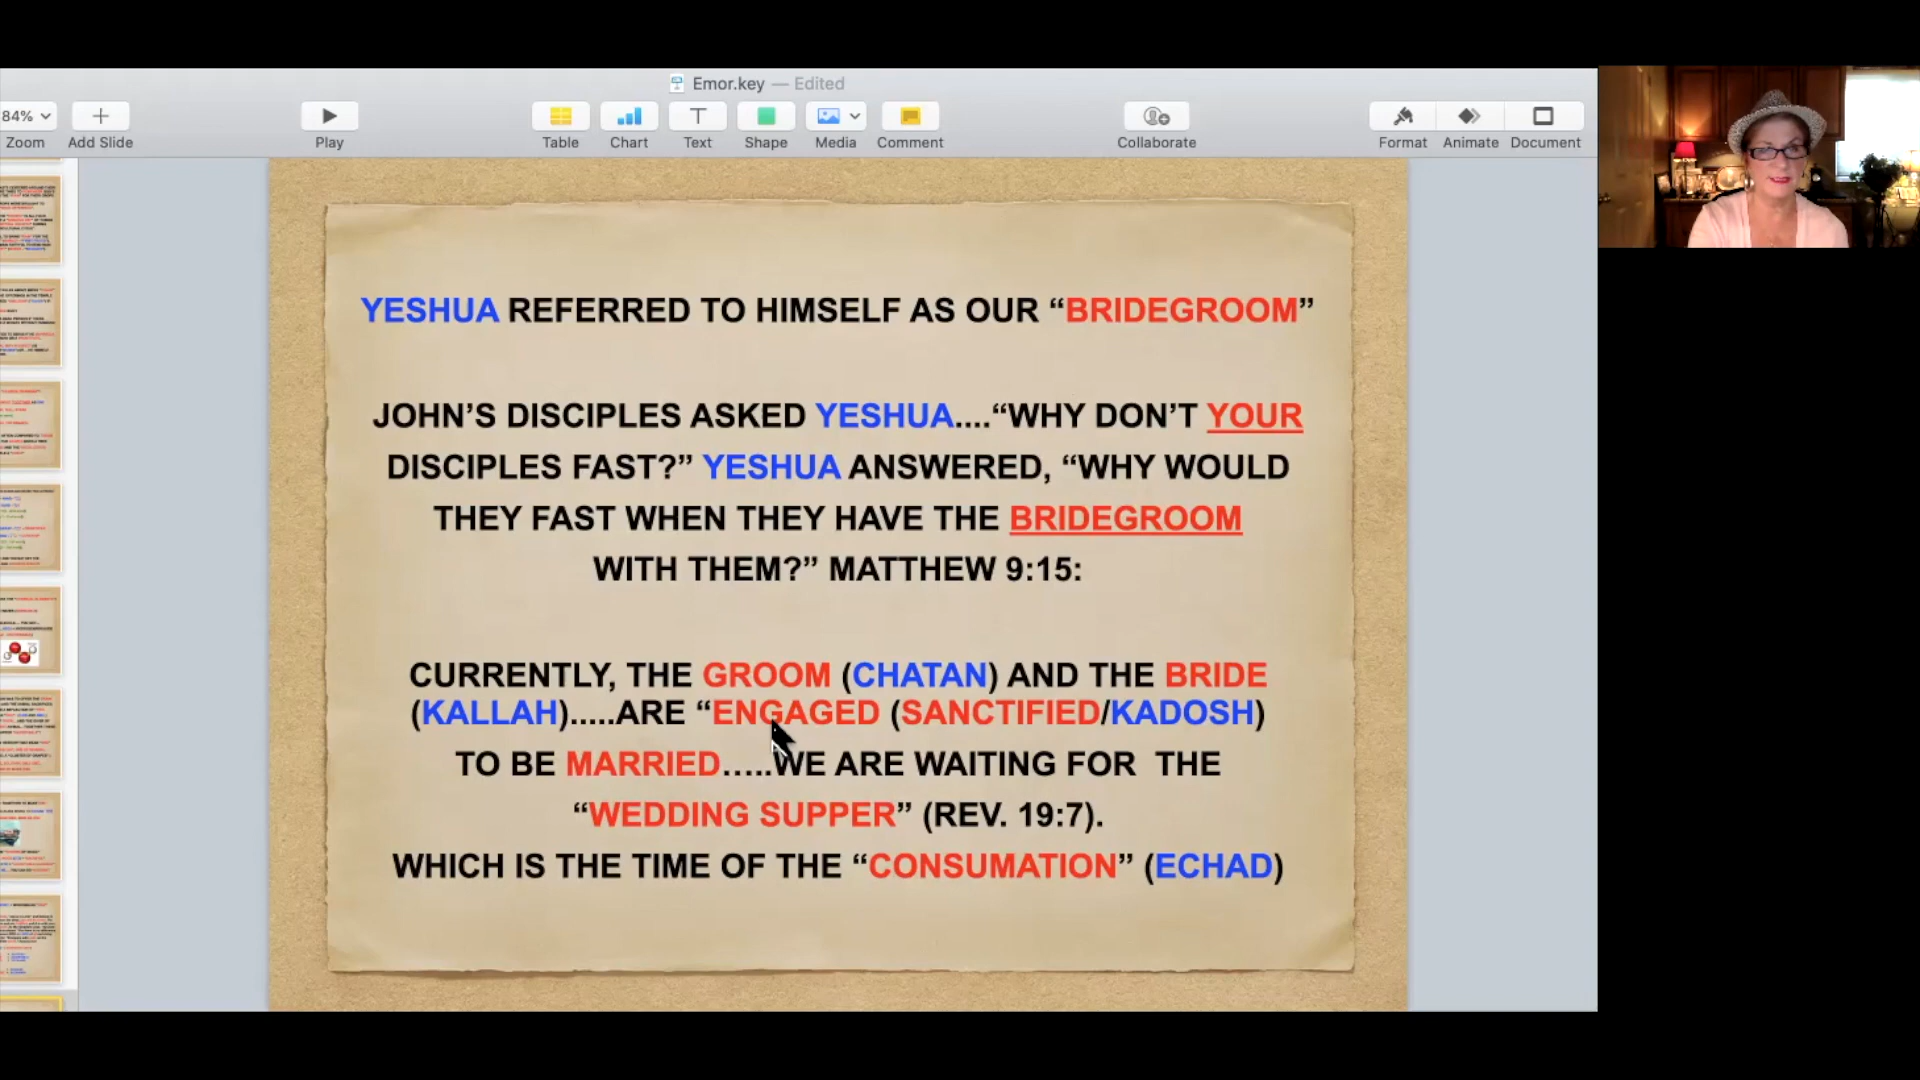 Emor.key — Edited
84%
Zoom
Add Slide
Play
Table
Chart
Text
Shape
Media
Comment
Collaborate
Format
Animate
Document
YESHUA REFERRED TO HIMSELF AS OUR “BRIDEGROOM”
JOHN’S DISCIPLES ASKED YESHUA....“WHY DON’T YOUR
DISCIPLES FAST?” YESHUA ANSWERED, “WHY WOULD
THEY FAST WHEN THEY HAVE THE BRIDEGROOM
WITH THEM?” MATTHEW 9:15:
CURRENTLY, THE GROOM (CHATAN) AND THE BRIDE
(KALLAH).....ARE “ENGAGED (SANCTIFIED/KADOSH)
TO BE MARRIED…..WE ARE WAITING FOR THE
“WEDDING SUPPER” (REV. 19:7).
WHICH IS THE TIME OF THE “CONSUMATION” (ECHAD)